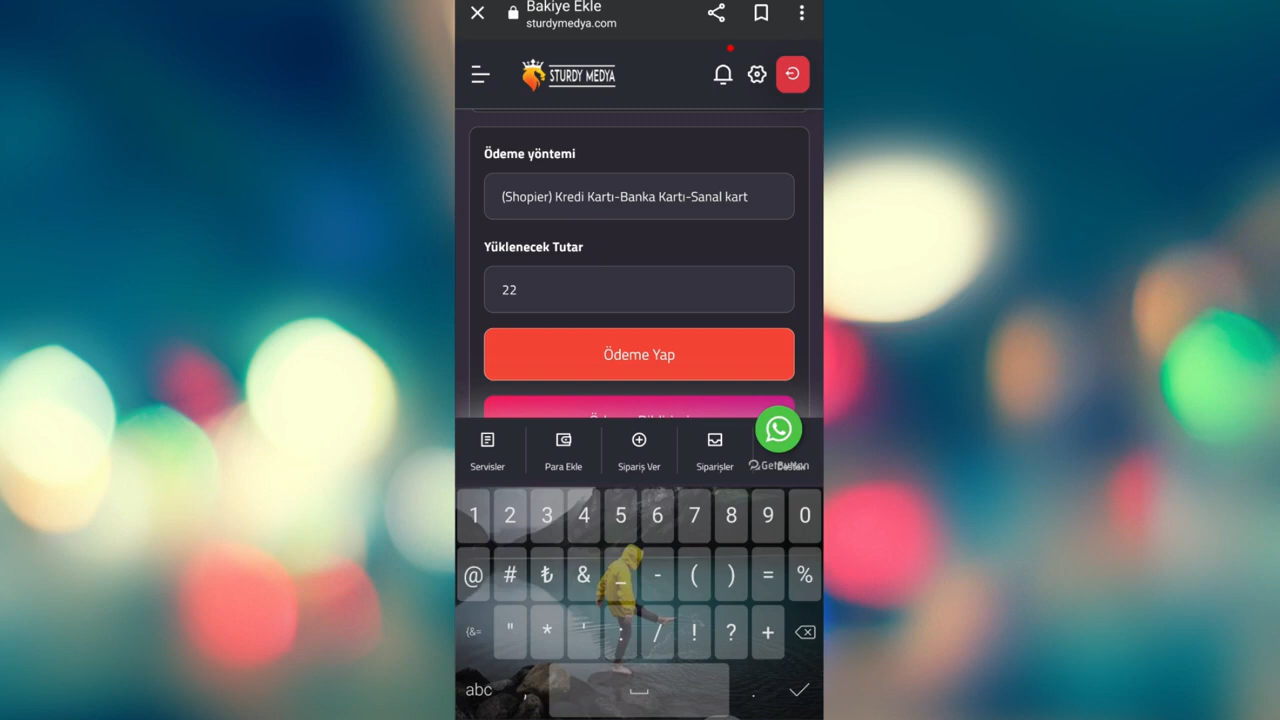 Bakiye Ekle
sturdymedya.com
STURDY MEDYA
Ödeme yöntemi
(Shopier) Kredi Kartı-Banka Kartı-Sanal kart
Yüklenecek Tutar
22
Ödeme Yap
Servisler
Para Ekle
Sipariş Ver
Siparişler
GetButton
1 2 3 4 5 6 7 8 9 0
@ # ₺ & _ - ( ) = %
{&= " * ' : / ! ? +
abc , .